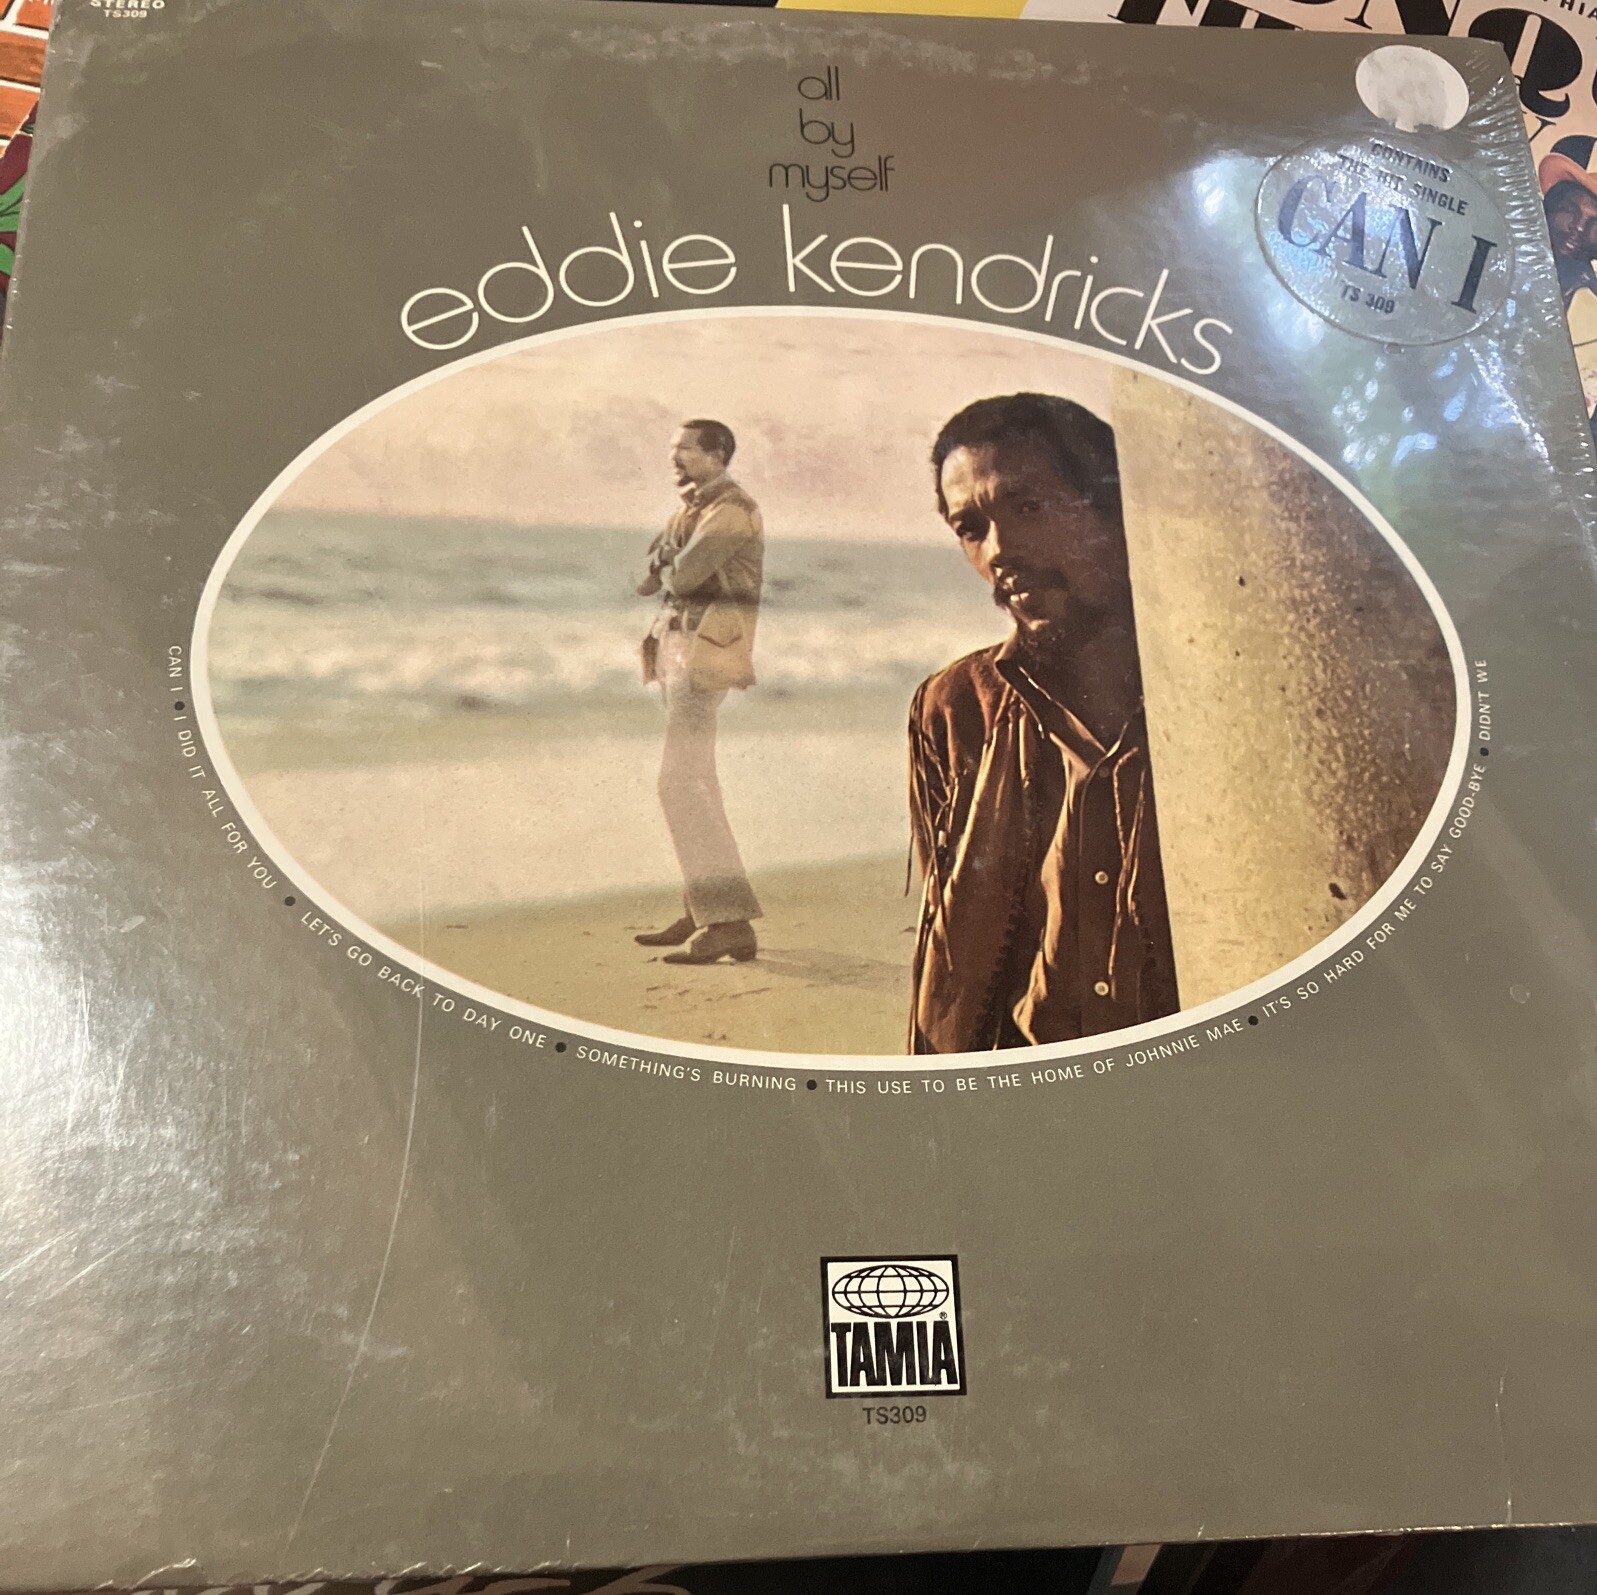 STEREO
TS309
all
by
myself
eddie kendricks
CONTAINS
THE HIT SINGLE
CAN I
TS 309
CAN I ● I DID IT ALL FOR YOU ● LET'S GO BACK TO DAY ONE ● SOMETHING'S BURNING ● THIS USE TO BE THE HOME OF JOHNNIE MAE ● IT'S SO HARD FOR ME TO SAY GOOD-BYE ● DIDN'T WE
TAMLA®
TS309